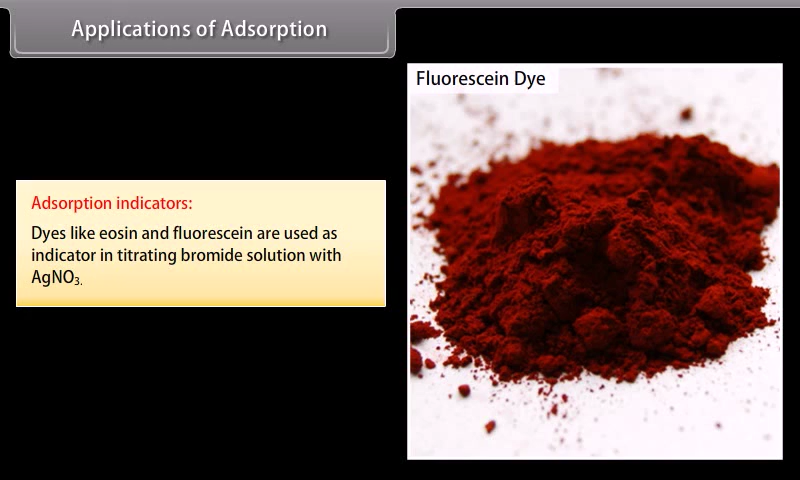 Applications of Adsorption
Fluorescein Dye
Adsorption indicators:
Dyes like eosin and fluorescein are used as
indicator in titrating bromide solution with
AgNO₃.